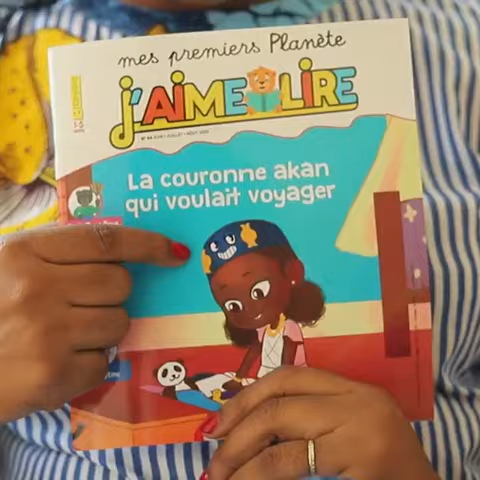 mes premiers Planète
J'AIME LIRE
La couronne akan
qui voulait voyager